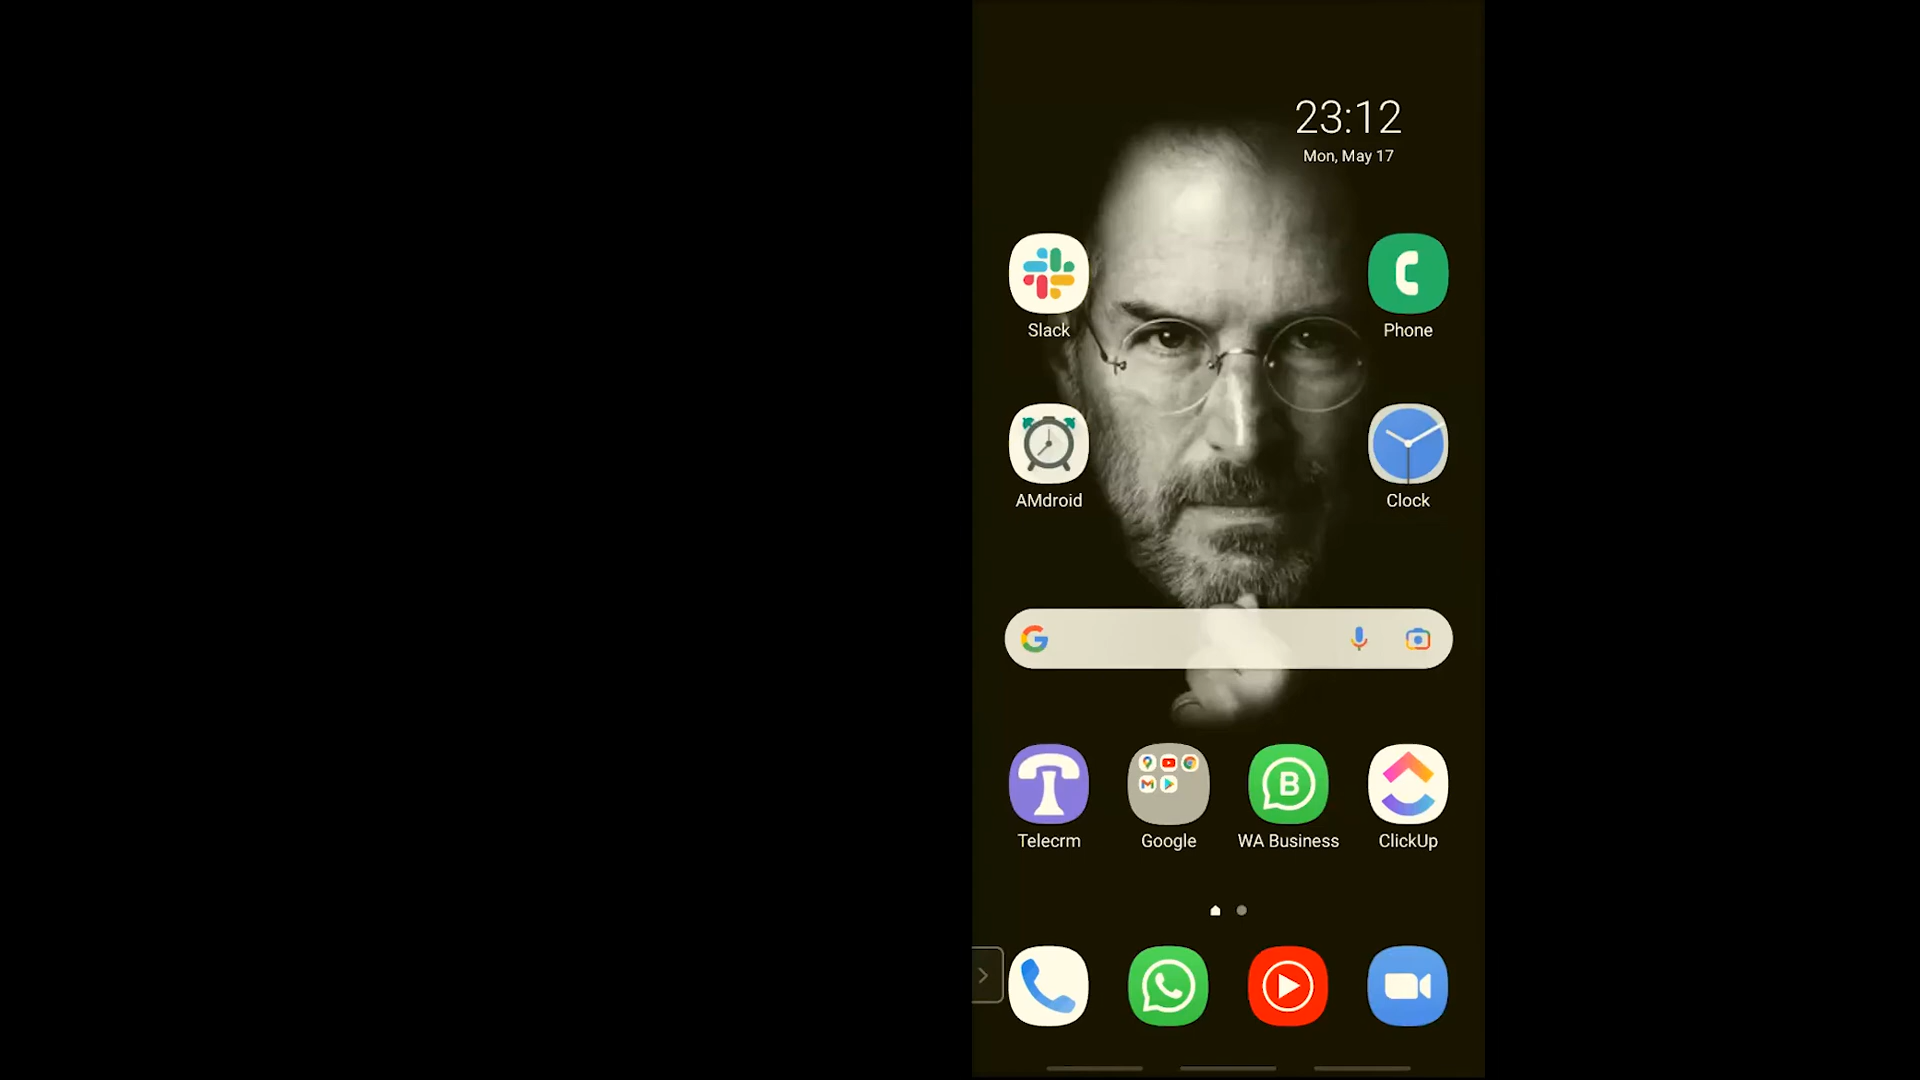 23:12
Mon, May 17
Slack
Phone
AMdroid
Clock
Telecrm
Google
WA Business
ClickUp